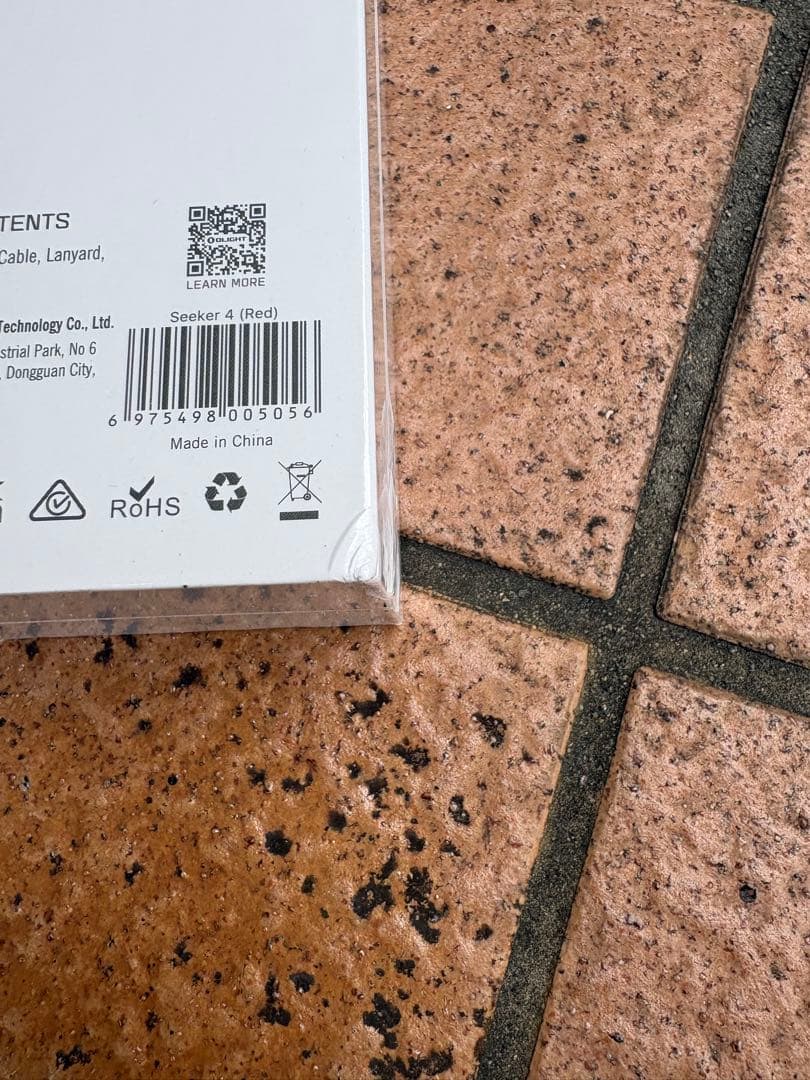 TENTS
Cable, Lanyard,
OLIGHT
LEARN MORE
Seeker 4 (Red)
Technology Co., Ltd.
strial Park, No 6
, Dongguan City,
6 975498 005056
Made in China
RoHS